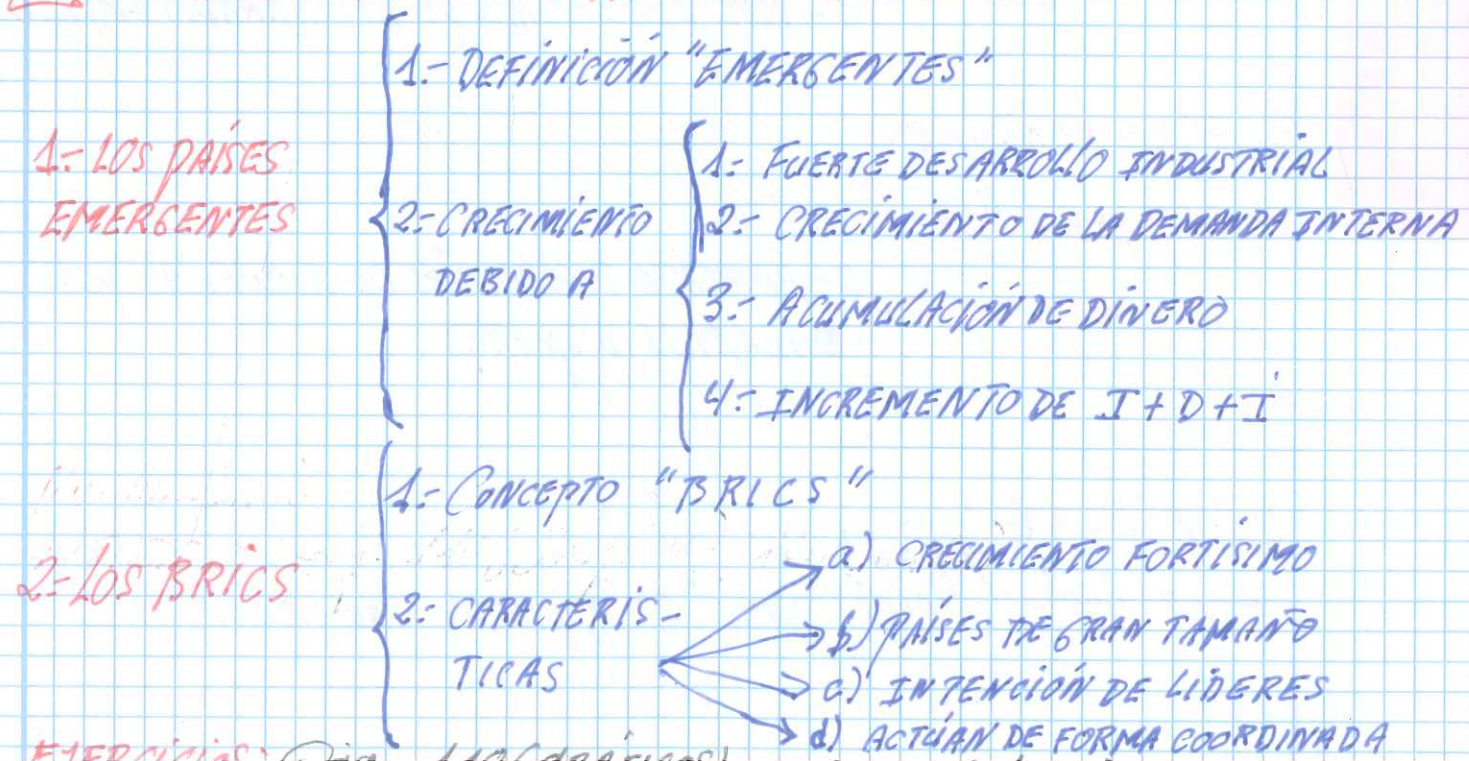 1.- DEFINICIÓN "EMERGENTES"
1.- LOS PAÍSES
EMERGENTES
2.- CRECIMIENTO
DEBIDO A
1.- FUERTE DESARROLLO INDUSTRIAL
2.- CRECIMIENTO DE LA DEMANDA INTERNA
3.- ACUMULACIÓN DE DINERO
4.- INCREMENTO DE I+D+I
2.- LOS BRICS
1.- CONCEPTO "BRICS"
2.- CARACTERÍS-
TICAS
a) CRECIMIENTO FORTÍSIMO
b) PAÍSES DE GRAN TAMAÑO
c) INTENCIÓN DE LÍDERES
d) ACTÚAN DE FORMA COORDINADA
EJERCICIOS: